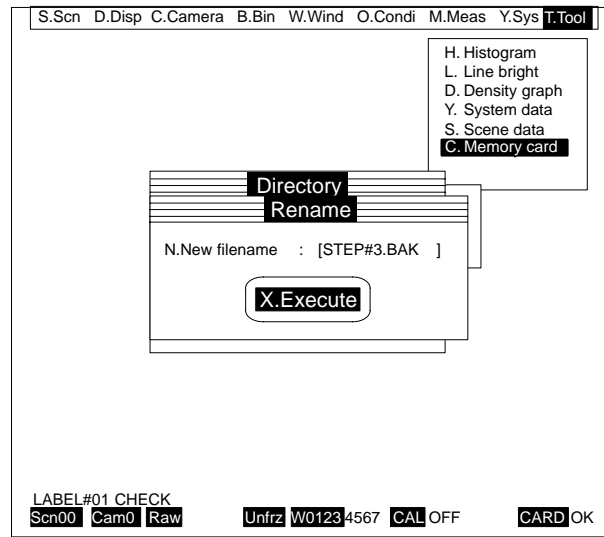 S.Scn D.Disp C.Camera B.Bin W.Wind O.Condi M.Meas Y.Sys T.Tool
H. Histogram
L. Line bright
D. Density graph
Y. System data
S. Scene data
C. Memory card
Directory
Rename
N.New filename : [STEP#3.BAK ]
X.Execute
LABEL#01 CHECK
Scn00 Cam0 Raw Unfrz W01234567 CAL OFF CARD OK